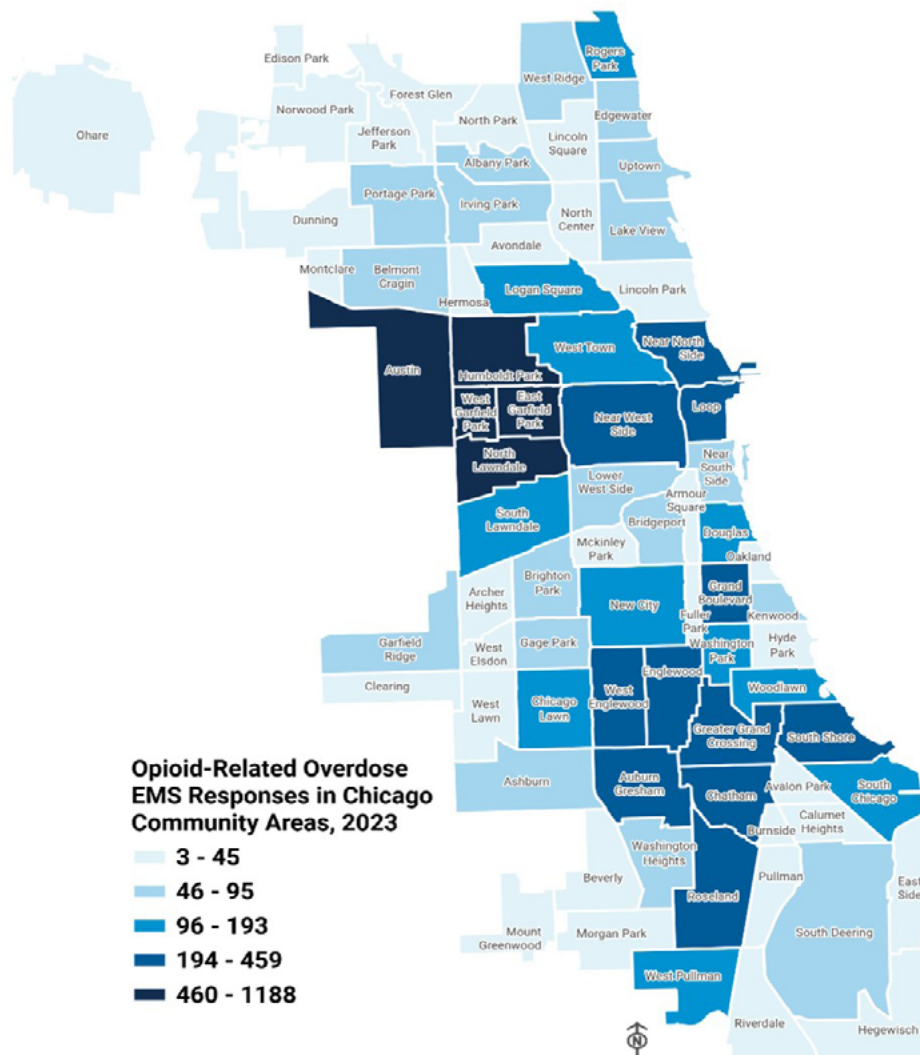 Edison Park
Rogers
Park
West Ridge
Forest Glen
Norwood Park
North Park
Edgewater
Ohare
Jefferson
Park
Lincoln
Square
Albany Park
Uptown
Portage Park
Irving Park
North
Center
Dunning
Lake View
Avondale
Montclare
Belmont
Cragin
Logan Square
Lincoln Park
Hermosa
Near North
Side
West Town
Austin
Humboldt Park
West
Garfield
Park
East
Garfield
Park
Loop
Near West
Side
North
Lawndale
Near
South
Side
Lower
West Side
Armour
Square
South
Lawndale
Bridgeport
Douglas
Mckinley
Park
Oakland
Brighton
Park
Archer
Heights
Grand
Boulevard
New City
Kenwood
Fuller
Park
Garfield
Ridge
West
Elsdon
Gage Park
Washington
Park
Hyde
Park
Englewood
Clearing
Woodlawn
West
Lawn
Chicago
Lawn
West
Englewood
Greater Grand
Crossing
South Shore
Opioid-Related Overdose
EMS Responses in Chicago
Community Areas, 2023
3 - 45
46 - 95
96 - 193
194 - 459
460 - 1188
Ashburn
Auburn
Gresham
Chatham
Avalon Park
South
Chicago
Calumet
Heights
Burnside
Washington
Heights
Beverly
Pullman
East
Side
Roseland
Mount
Greenwood
Morgan Park
South Deering
West Pullman
Riverdale
Hegewisch
N